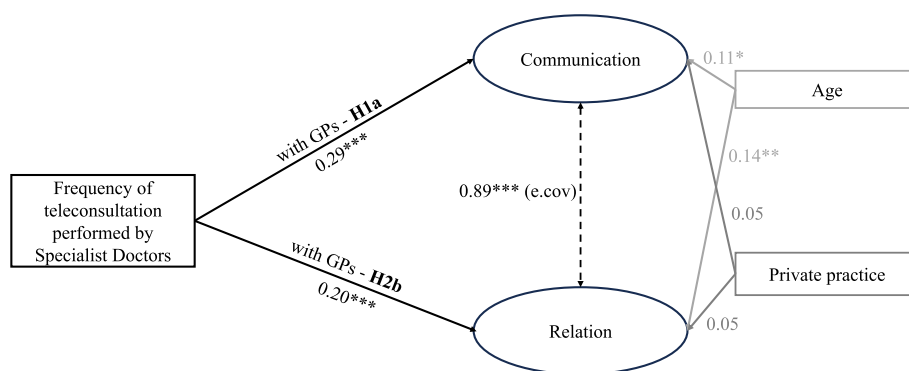 Communication
0.11*
Age
with GPs - H1a
0.29***
0.14**
Frequency of
teleconsultation
performed by
Specialist Doctors
0.89*** (e.cov)
0.05
with GPs - H2b
0.20***
Private practice
Relation
0.05